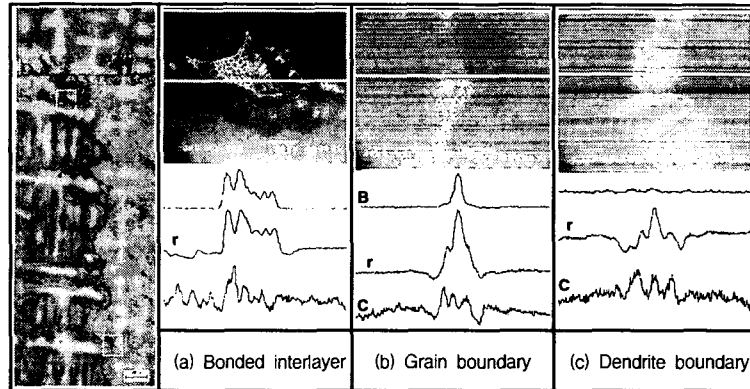 B
r
r
r
C
C
(a) Bonded interlayer
(b) Grain boundary
(c) Dendrite boundary